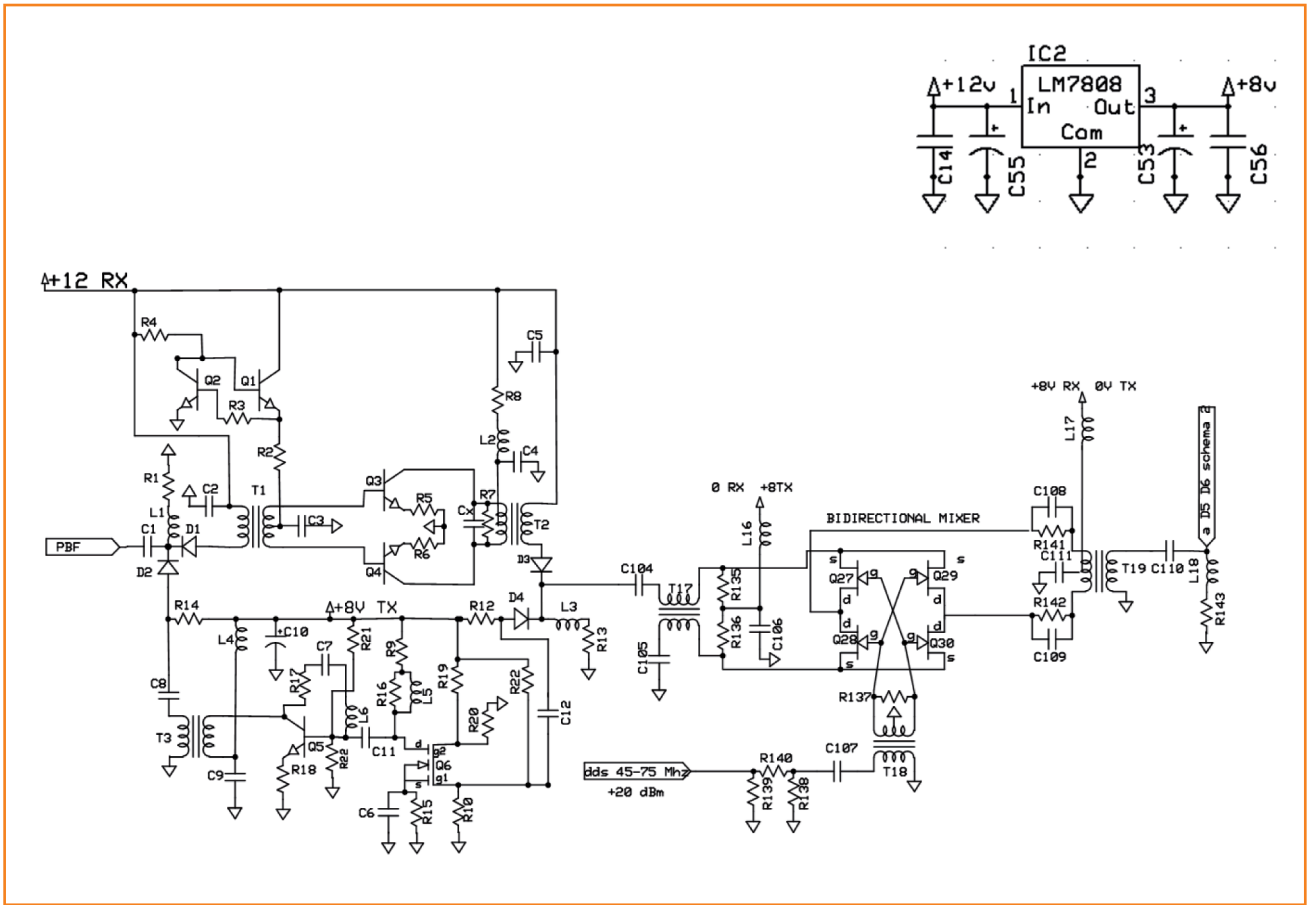 IC2
+12v
1
LM7808
In Out
Com
3
+8v
2
C14
C55
C53
C56
+12 RX
R4
Q2
Q1
R3
R2
R1
L1
C2
T1
C1
D1
PBF
D2
C3
Q3
R5
R6
Q4
C5
R8
L2
C4
R7
Cx
T2
D3
R14
+8V TX
R12
D4
L3
R13
L4
C10
C7
R21
R9
R17
L6
R16
L5
R19
R22
R20
C12
C8
T3
Q5
R18
R22
C11
d
g2
Q6
g1
s
C9
C6
R15
R10
C104
T17
C105
0 RX +8TX
L16
R135
R136
C106
BIDIRECTIONAL MIXER
s
s
Q27
g
g
Q29
d
d
Q28
g
g
Q30
s
s
R137
T18
C107
R140
dds 45-75 Mhz
+20 dBm
R139
R138
+8V RX 0V TX
L17
C108
R141
C111
T19
R142
C109
C110
L18
R143
a D5 D6 schema 2